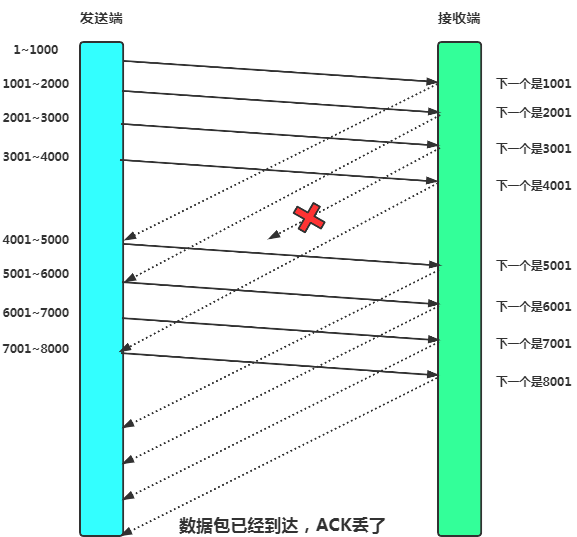 发送端 接收端
1~1000
1001~2000 下一个是1001
2001~3000 下一个是2001
3001~4000 下一个是3001
下一个是4001
4001~5000
5001~6000 下一个是5001
6001~7000 下一个是6001
7001~8000 下一个是7001
下一个是8001
数据包已经到达，ACK丢了